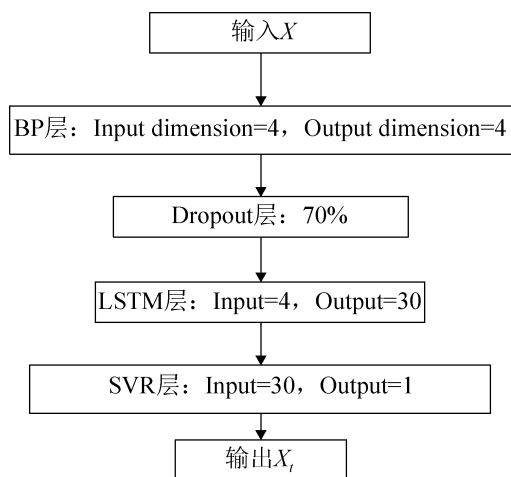 输入X
BP层：Input dimension=4，Output dimension=4
Dropout层：70%
LSTM层：Input=4，Output=30
SVR层：Input=30，Output=1
输出Xt